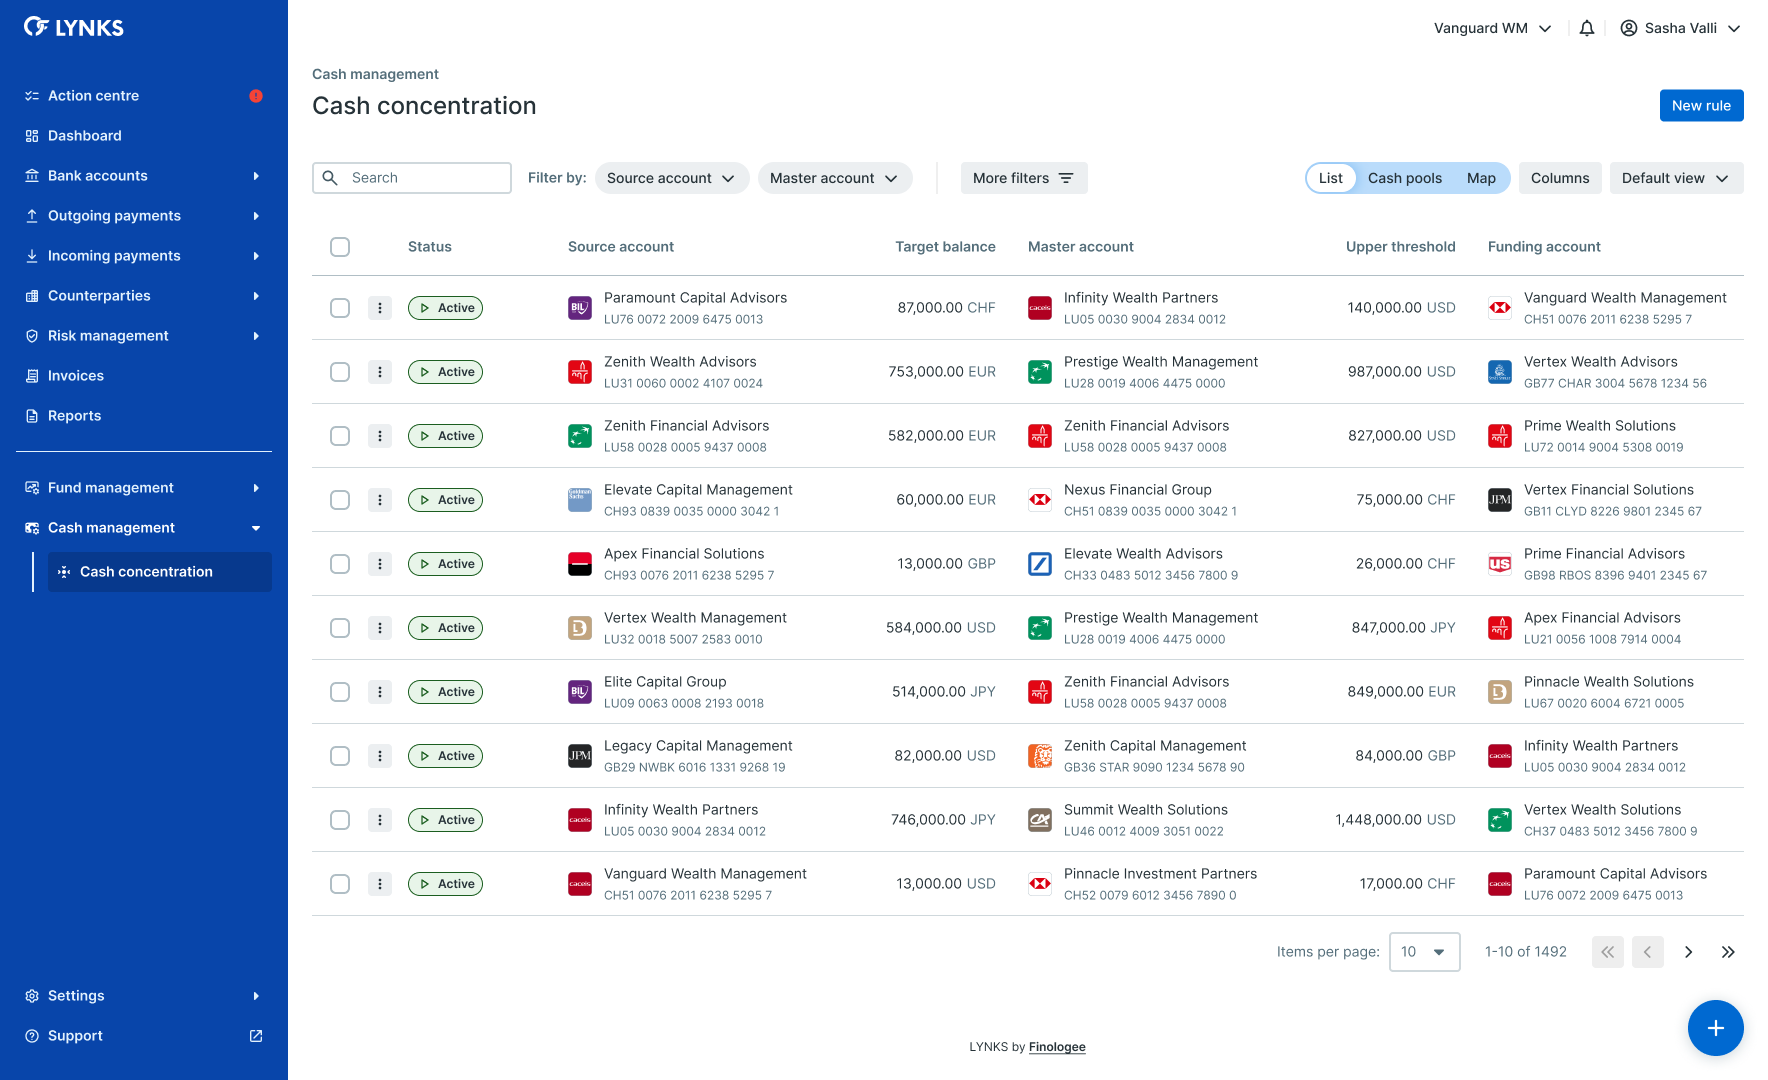 LYNKS
Vanguard WM
Sasha Valli
Action centre
Dashboard
Bank accounts
Outgoing payments
Incoming payments
Counterparties
Risk management
Invoices
Reports
Fund management
Cash management
Cash concentration
Settings
Support
Cash management
Cash concentration
New rule
Search
Filter by:
Source account
Master account
More filters
List
Cash pools
Map
Columns
Default view
Status
Source account
Target balance
Master account
Upper threshold
Funding account
Active
BIL
Paramount Capital Advisors
LU76 0072 2009 6475 0013
87,000.00 CHF
caceis
Infinity Wealth Partners
LU05 0030 9004 2834 0012
140,000.00 USD
Vanguard Wealth Management
CH51 0076 2011 6238 5295 7
Active
Zenith Wealth Advisors
LU31 0060 0002 4107 0024
753,000.00 EUR
Prestige Wealth Management
LU28 0019 4006 4475 0000
987,000.00 USD
Vertex Wealth Advisors
GB77 CHAR 3004 5678 1234 56
Active
Zenith Financial Advisors
LU58 0028 0005 9437 0008
582,000.00 EUR
Zenith Financial Advisors
LU58 0028 0005 9437 0008
827,000.00 USD
Prime Wealth Solutions
LU72 0014 9004 5308 0019
Active
Goldman
Sachs
Elevate Capital Management
CH93 0839 0035 0000 3042 1
60,000.00 EUR
Nexus Financial Group
CH51 0839 0035 0000 3042 1
75,000.00 CHF
JPM
Vertex Financial Solutions
GB11 CLYD 8226 9801 2345 67
Active
Apex Financial Solutions
CH93 0076 2011 6238 5295 7
13,000.00 GBP
Elevate Wealth Advisors
CH33 0483 5012 3456 7800 9
26,000.00 CHF
US
Prime Financial Advisors
GB98 RBOS 8396 9401 2345 67
Active
Vertex Wealth Management
LU32 0018 5007 2583 0010
584,000.00 USD
Prestige Wealth Management
LU28 0019 4006 4475 0000
847,000.00 JPY
Apex Financial Advisors
LU21 0056 1008 7914 0004
Active
BIL
Elite Capital Group
LU09 0063 0008 2193 0018
514,000.00 JPY
Zenith Financial Advisors
LU58 0028 0005 9437 0008
849,000.00 EUR
Pinnacle Wealth Solutions
LU67 0020 6004 6721 0005
Active
JPM
Legacy Capital Management
GB29 NWBK 6016 1331 9268 19
82,000.00 USD
Zenith Capital Management
GB36 STAR 9090 1234 5678 90
84,000.00 GBP
caceis
Infinity Wealth Partners
LU05 0030 9004 2834 0012
Active
caceis
Infinity Wealth Partners
LU05 0030 9004 2834 0012
746,000.00 JPY
CA
Summit Wealth Solutions
LU46 0012 4009 3051 0022
1,448,000.00 USD
Vertex Wealth Solutions
CH37 0483 5012 3456 7800 9
Active
caceis
Vanguard Wealth Management
CH51 0076 2011 6238 5295 7
13,000.00 USD
Pinnacle Investment Partners
CH52 0079 6012 3456 7890 0
17,000.00 CHF
caceis
Paramount Capital Advisors
LU76 0072 2009 6475 0013
Items per page:
10
1-10 of 1492
LYNKS by Finologee